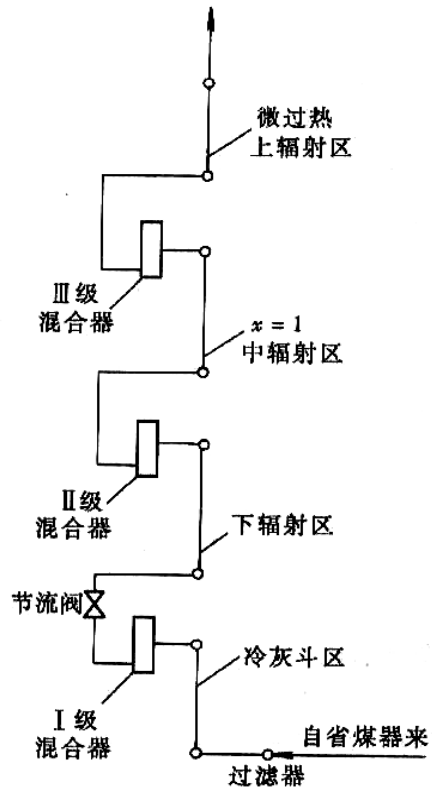 微过热
上辐射区
Ⅲ级
混合器
x = 1
中辐射区
Ⅱ级
混合器
下辐射区
节流阀
冷灰斗区
Ⅰ级
混合器
自省煤器来
过滤器